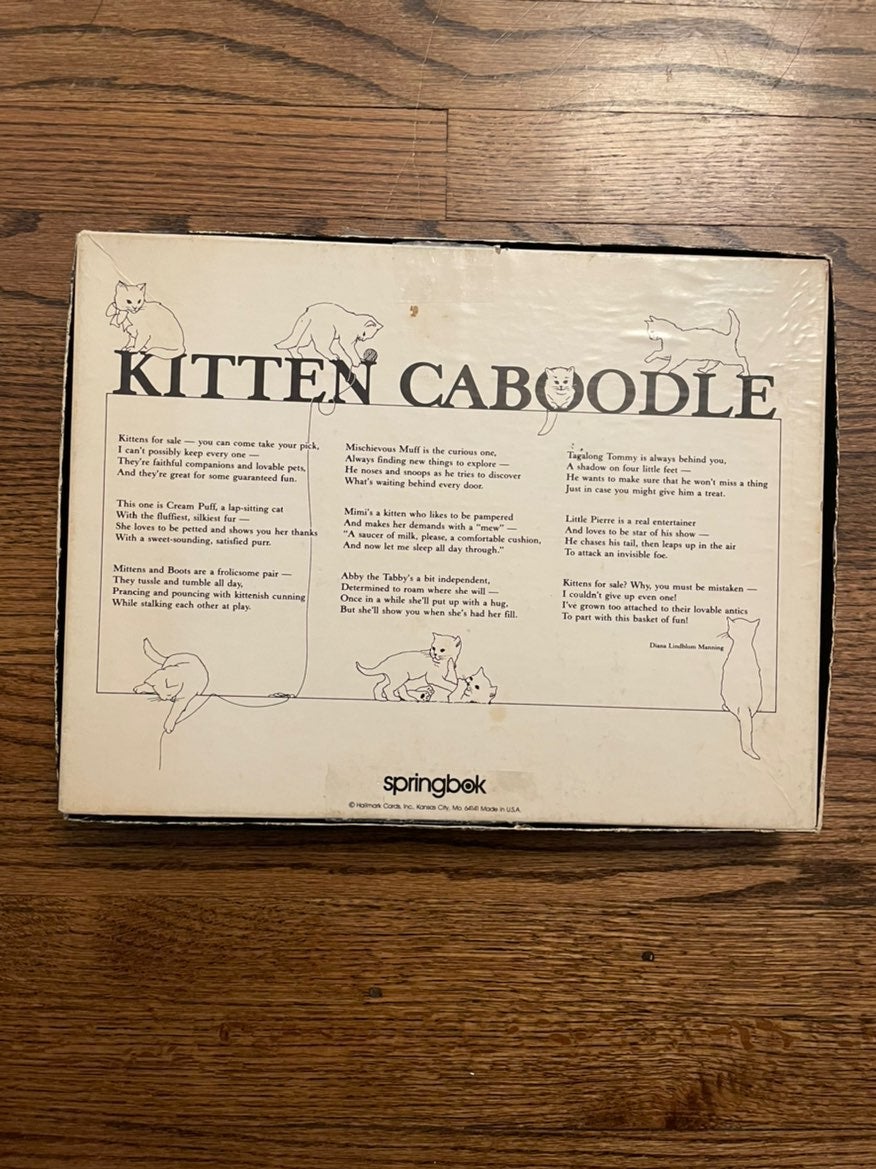 KITTEN CABOODLE
Kittens for sale — you can come take your pick,
I can't possibly keep every one —
They're faithful companions and lovable pets,
And they're great for some guaranteed fun.
This one is Cream Puff, a lap-sitting cat
With the fluffiest, silkiest fur —
She loves to be petted and shows you her thanks
With a sweet-sounding, satisfied purr.
Mittens and Boots are a frolicsome pair —
They tussle and tumble all day,
Prancing and pouncing with kittenish cunning
While stalking each other at play.
Mischievous Muff is the curious one,
Always finding new things to explore —
He noses and snoops as he tries to discover
What's waiting behind every door.
Mimi's a kitten who likes to be pampered
And makes her demands with a "mew" —
"A saucer of milk, please, a comfortable cushion,
And now let me sleep all day through."
Abby the Tabby's a bit independent,
Determined to roam where she will —
Once in a while she'll put up with a hug,
But she'll show you when she's had her fill.
Tagalong Tommy is always behind you,
A shadow on four little feet —
He wants to make sure that he won't miss a thing
Just in case you might give him a treat.
Little Pierre is a real entertainer
And loves to be star of his show —
He chases his tail, then leaps up in the air
To attack an invisible foe.
Kittens for sale? Why, you must be mistaken —
I couldn't give up even one!
I've grown too attached to their lovable antics
To part with this basket of fun!
Diana Lindblom Manning
springbok
© Hallmark Cards, Inc., Kansas City, Mo. 64141 Made in U.S.A.